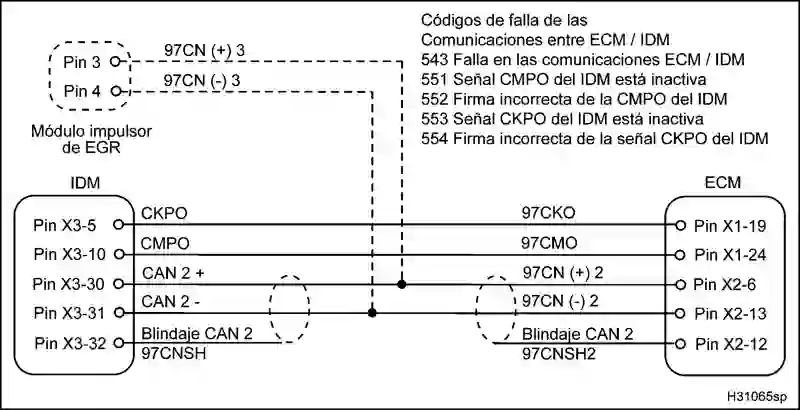 Códigos de falla de las
Comunicaciones entre ECM / IDM
543 Falla en las comunicaciones ECM / IDM
551 Señal CMPO del IDM está inactiva
552 Firma incorrecta de la CMPO del IDM
553 Señal CKPO del IDM está inactiva
554 Firma incorrecta de la señal CKPO del IDM
Pin 3 97CN (+) 3
Pin 4 97CN (-) 3
Módulo impulsor
de EGR
IDM ECM
Pin X3-5 CKPO 97CKO Pin X1-19
Pin X3-10 CMPO 97CMO Pin X1-24
Pin X3-30 CAN 2 + 97CN (+) 2 Pin X2-6
Pin X3-31 CAN 2 - 97CN (-) 2 Pin X2-13
Pin X3-32 Blindaje CAN 2 Blindaje CAN 2 Pin X2-12
97CNSH 97CNSH2
H31065sp